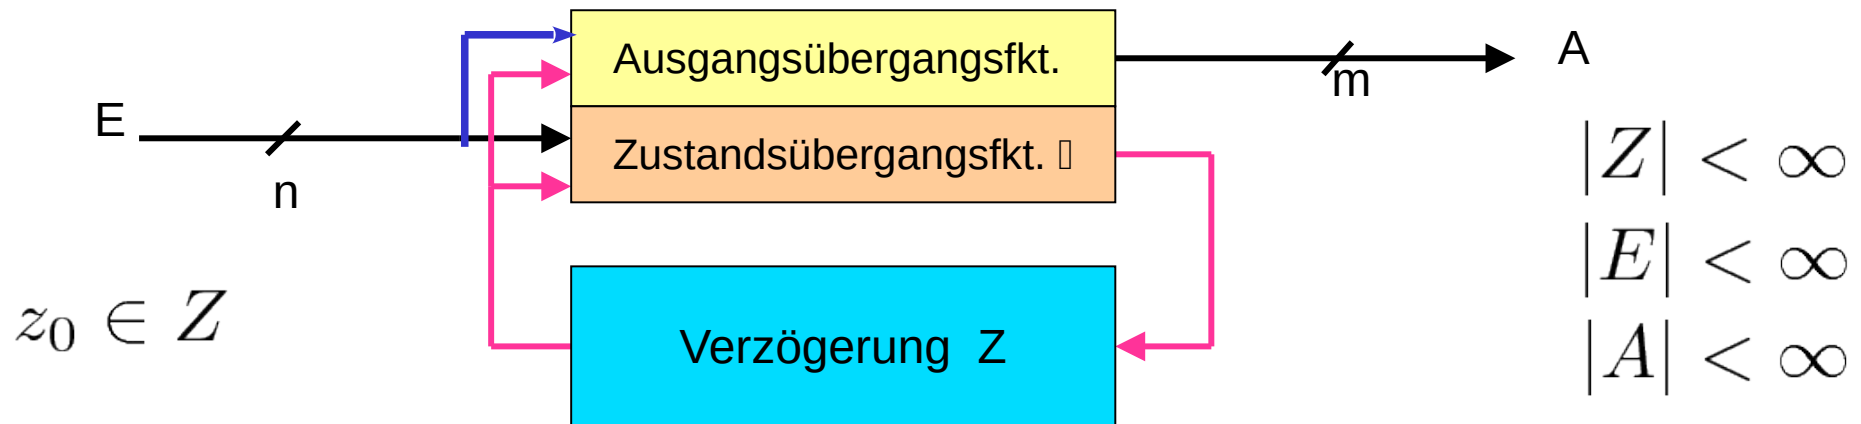 Ausgangsübergangsfkt.
A
m
E
Zustandsübergangsfkt. 
n
|Z| < ∞
|E| < ∞
z₀ ∈ Z
Verzögerung Z
|A| < ∞